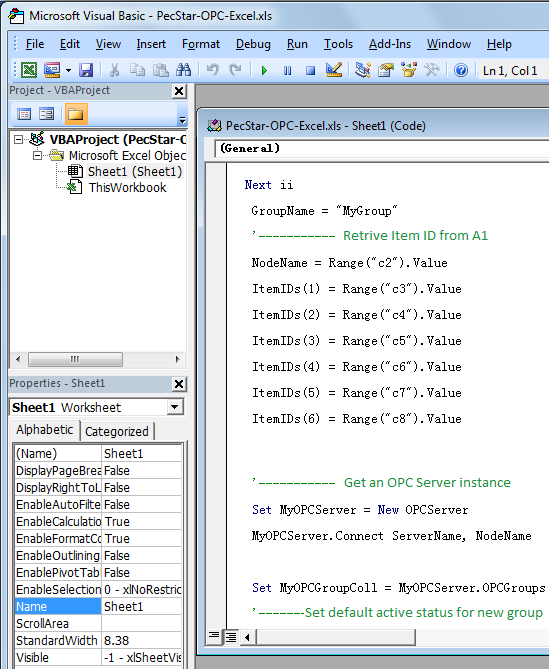 Microsoft Visual Basic - PecStar-OPC-Excel.xls
File Edit View Insert Format Debug Run Tools Add-Ins Window Help
Ln 1, Col 1
Project - VBAProject
VBAProject (PecStar-O
Microsoft Excel Objec
Sheet1 (Sheet1)
ThisWorkbook
Properties - Sheet1
Sheet1 Worksheet
Alphabetic Categorized
(Name) Sheet1
DisplayPageBrea False
DisplayRightToL False
EnableAutoFilte False
EnableCalculatio True
EnableFormatCo True
EnableOutlining False
EnablePivotTab False
EnableSelection 0 - xlNoRestric
Name Sheet1
ScrollArea
StandardWidth 8.38
Visible -1 - xlSheetVis
PecStar-OPC-Excel.xls - Sheet1 (Code)
(General)
Next ii
GroupName = "MyGroup"
'----------- Retrive Item ID from A1
NodeName = Range("c2").Value
ItemIDs(1) = Range("c3").Value
ItemIDs(2) = Range("c4").Value
ItemIDs(3) = Range("c5").Value
ItemIDs(4) = Range("c6").Value
ItemIDs(5) = Range("c7").Value
ItemIDs(6) = Range("c8").Value
'----------- Get an OPC Server instance
Set MyOPCServer = New OPCServer
MyOPCServer.Connect ServerName, NodeName
Set MyOPCGroupColl = MyOPCServer.OPCGroups
'-------Set default active status for new group